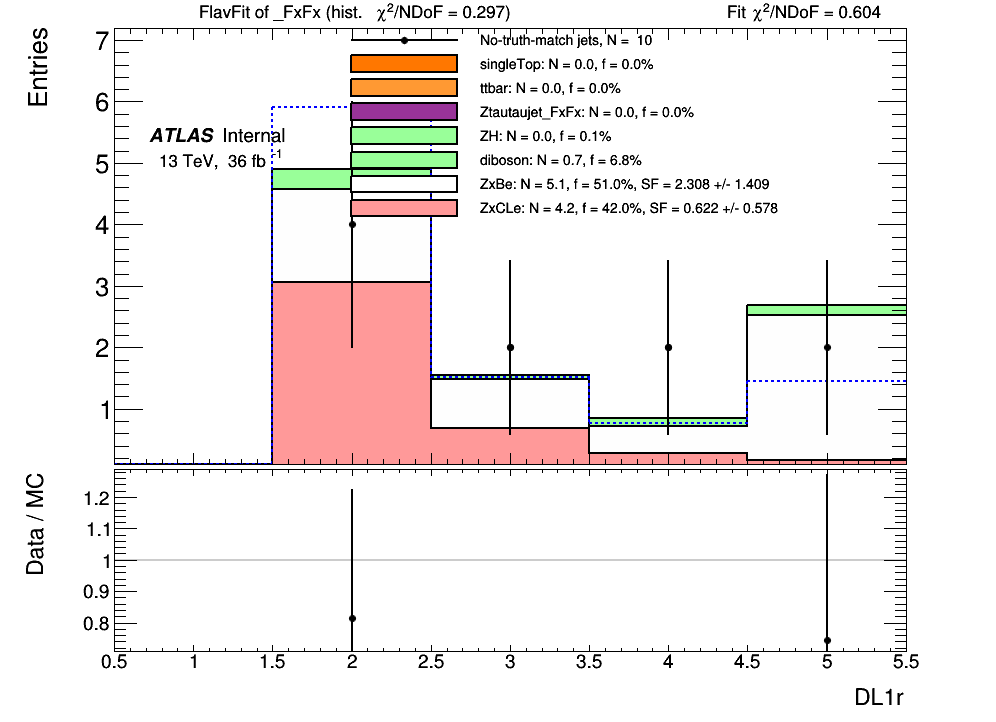 FlavFit of _FxFx (hist. χ²/NDoF = 0.297)
Fit χ²/NDoF = 0.604
Entries
7
6
5
4
3
2
1
ATLAS Internal
13 TeV, 36 fb⁻¹
No-truth-match jets, N = 10
singleTop: N = 0.0, f = 0.0%
ttbar: N = 0.0, f = 0.0%
Ztautaujet_FxFx: N = 0.0, f = 0.0%
ZH: N = 0.0, f = 0.1%
diboson: N = 0.7, f = 6.8%
ZxBe: N = 5.1, f = 51.0%, SF = 2.308 +/- 1.409
ZxCLe: N = 4.2, f = 42.0%, SF = 0.622 +/- 0.578
Data / MC
1.2
1.1
1
0.9
0.8
0.5 1 1.5 2 2.5 3 3.5 4 4.5 5 5.5
DL1r